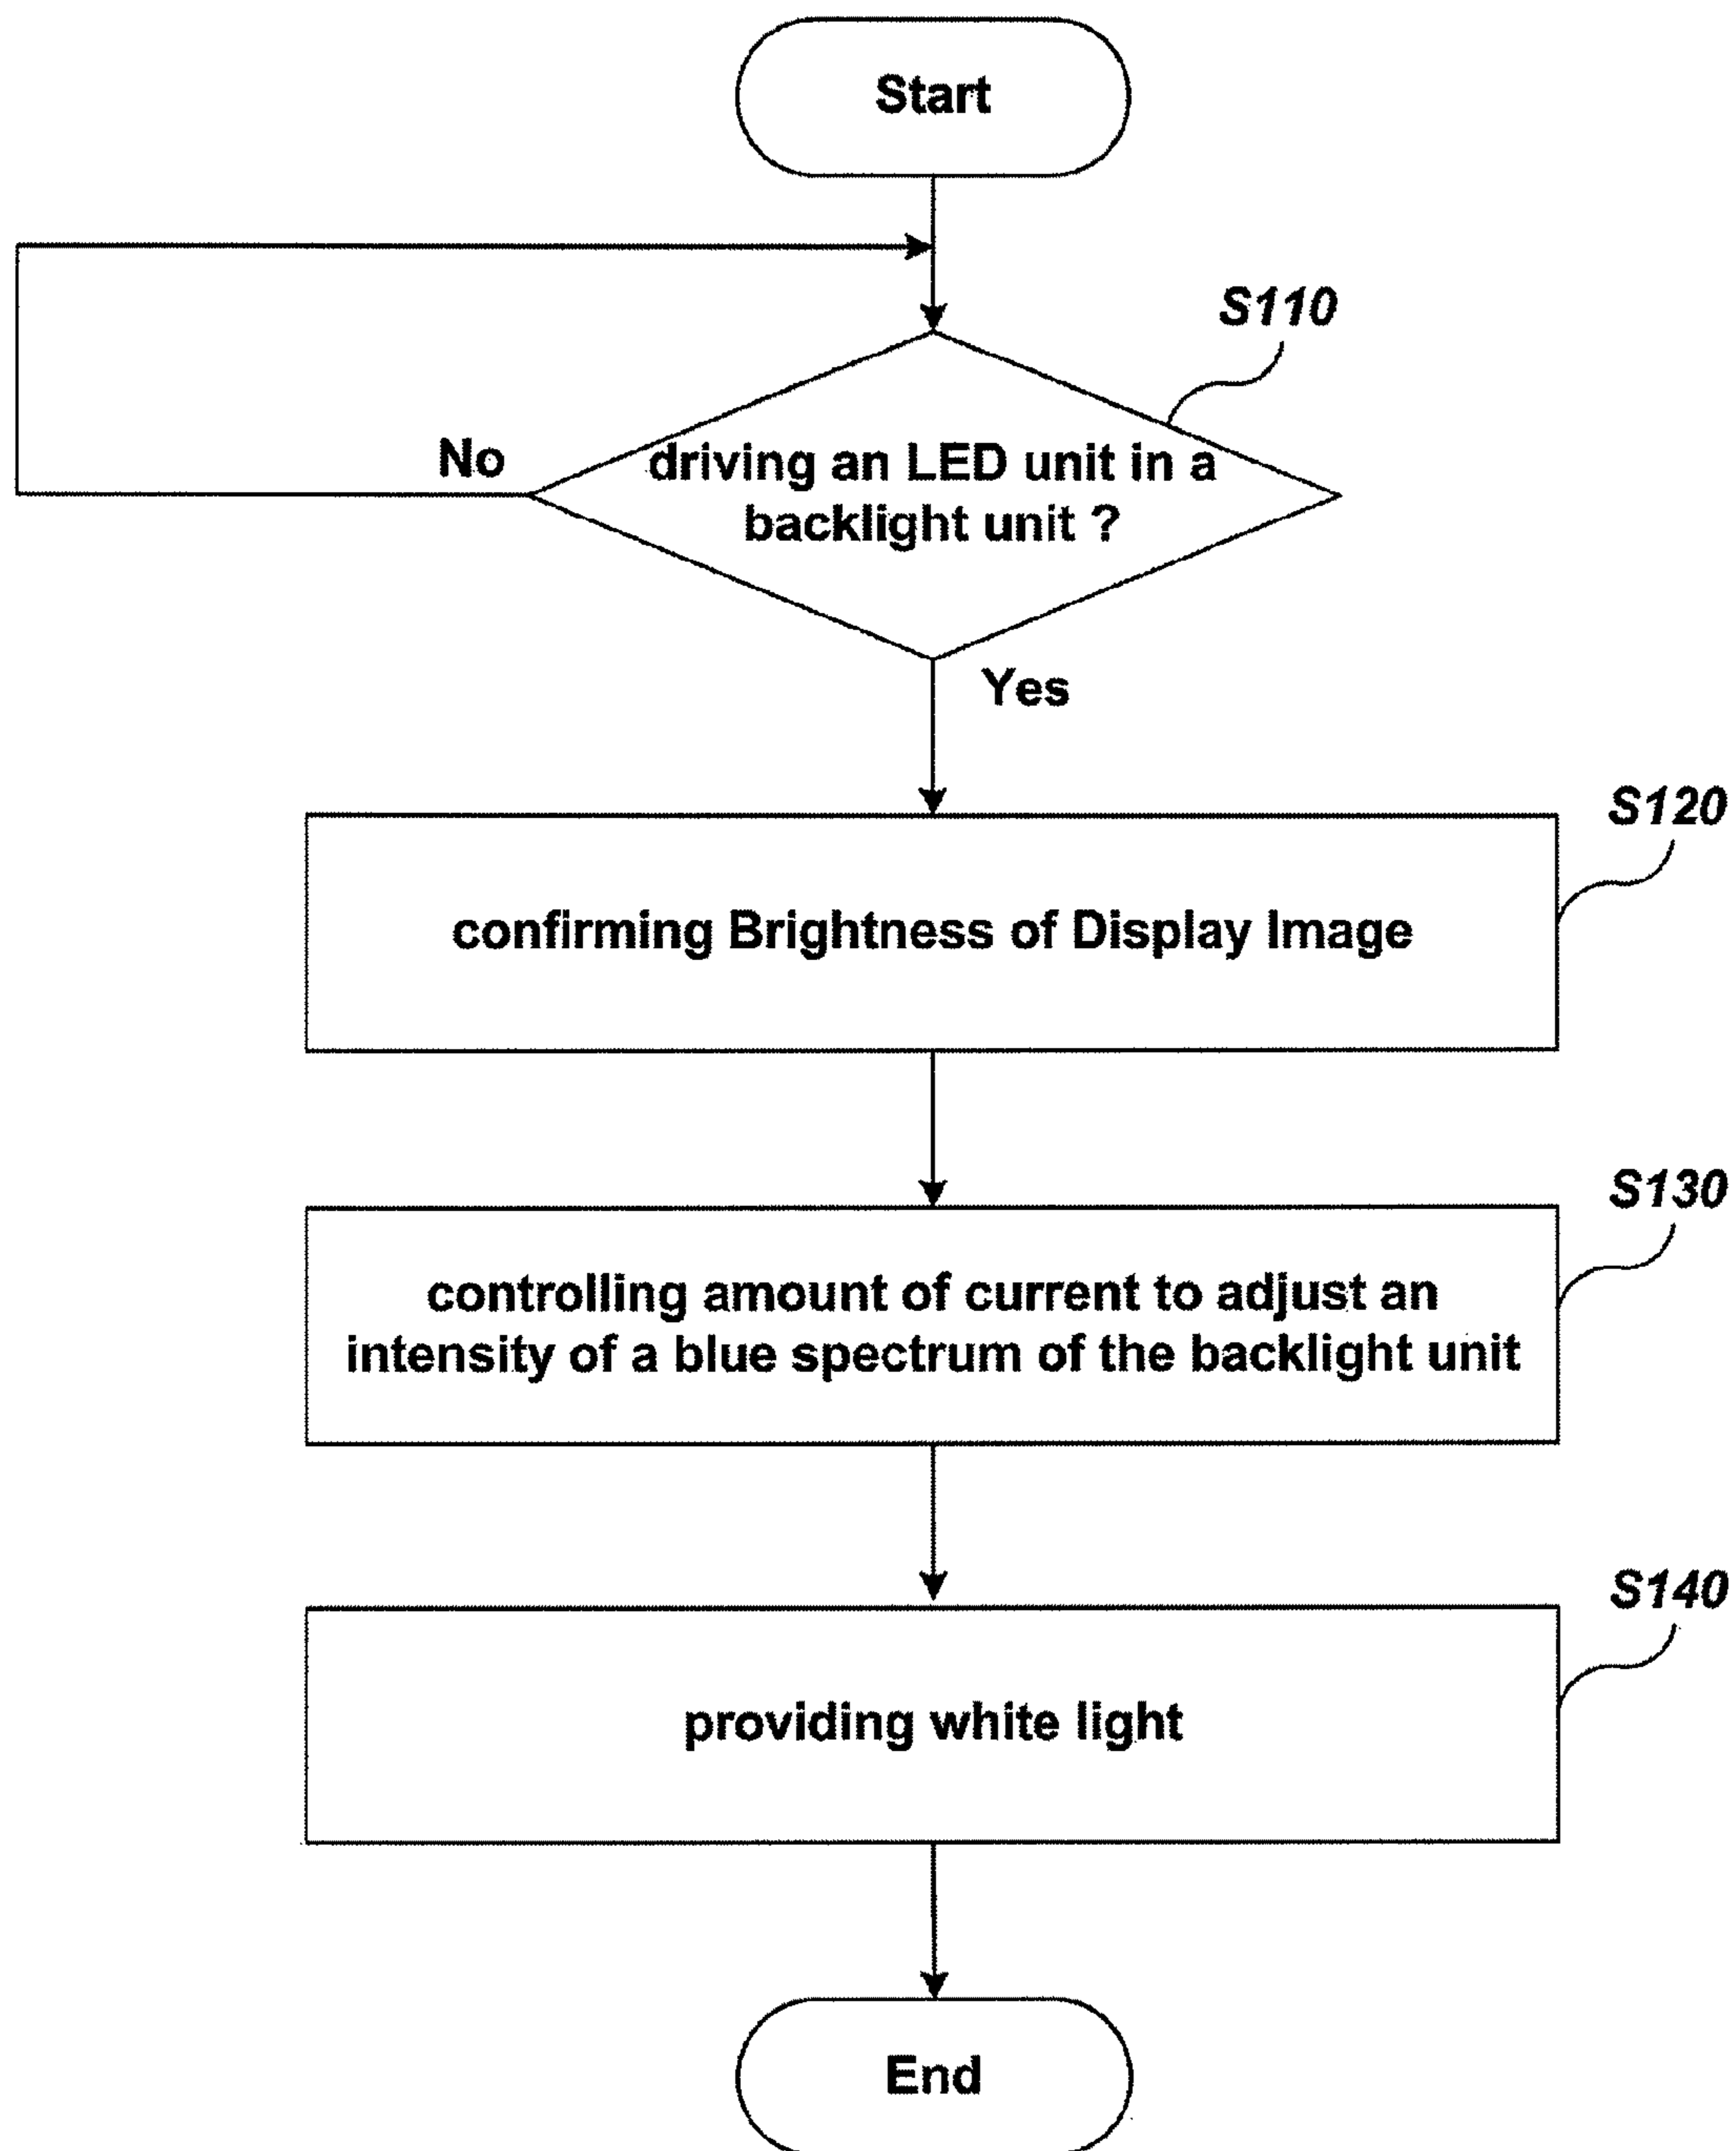 Start
S110
No
driving an LED unit in a
backlight unit ?
Yes
S120
confirming Brightness of Display Image
S130
controlling amount of current to adjust an
intensity of a blue spectrum of the backlight unit
S140
providing white light
End